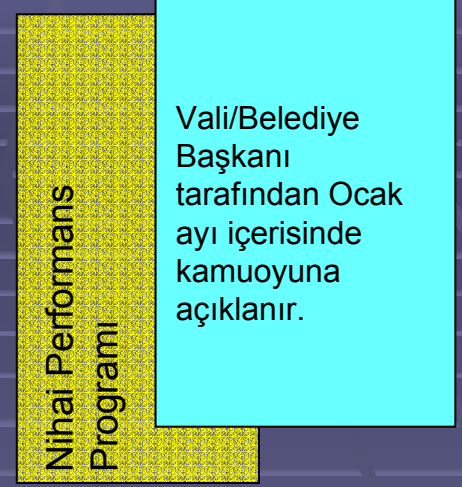 Nihai Performans
Programı
Vali/Belediye
Başkanı
tarafından Ocak
ayı içerisinde
kamuoyuna
açıklanır.